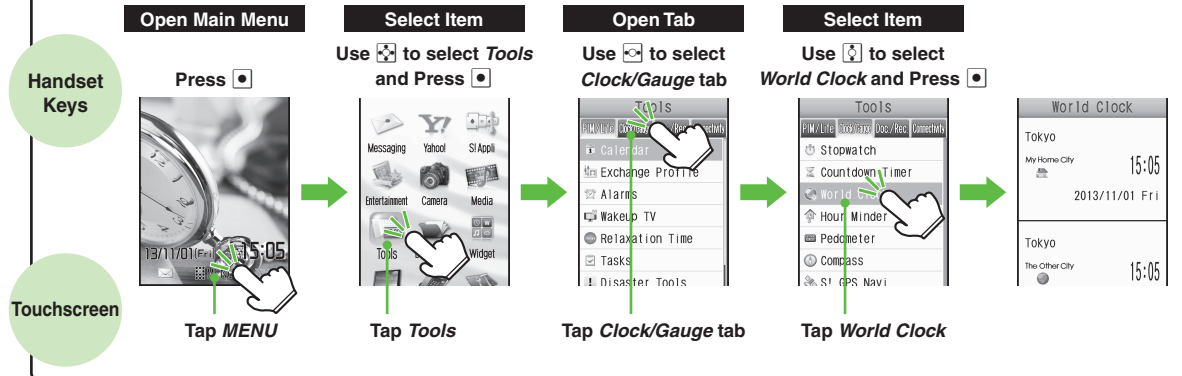 Open Main Menu
Select Item
Open Tab
Select Item
Handset
Keys
Press
Use to select Tools
and Press
Use to select
Clock/Gauge tab
Use to select
World Clock and Press
13/11/01(Fri) 15:05
Messaging Yahoo! S! Appli
Entertainment Camera Media
Tools Widget
Tools
PIM/Life Connectivity
Calendar
Exchange Profile
Alarms
Wakeup TV
Relaxation Time
Tasks
Disaster Tools
Tools
PIM/Life Clock/Gauge Doc./Rec. Connectivity
Stopwatch
Countdown Timer
World
Hour Minder
Pedometer
Compass
S! GPS Navi
World Clock
Tokyo
My Home City
15:05
2013/11/01 Fri
Tokyo
The Other City
15:05
Touchscreen
Tap MENU
Tap Tools
Tap Clock/Gauge tab
Tap World Clock